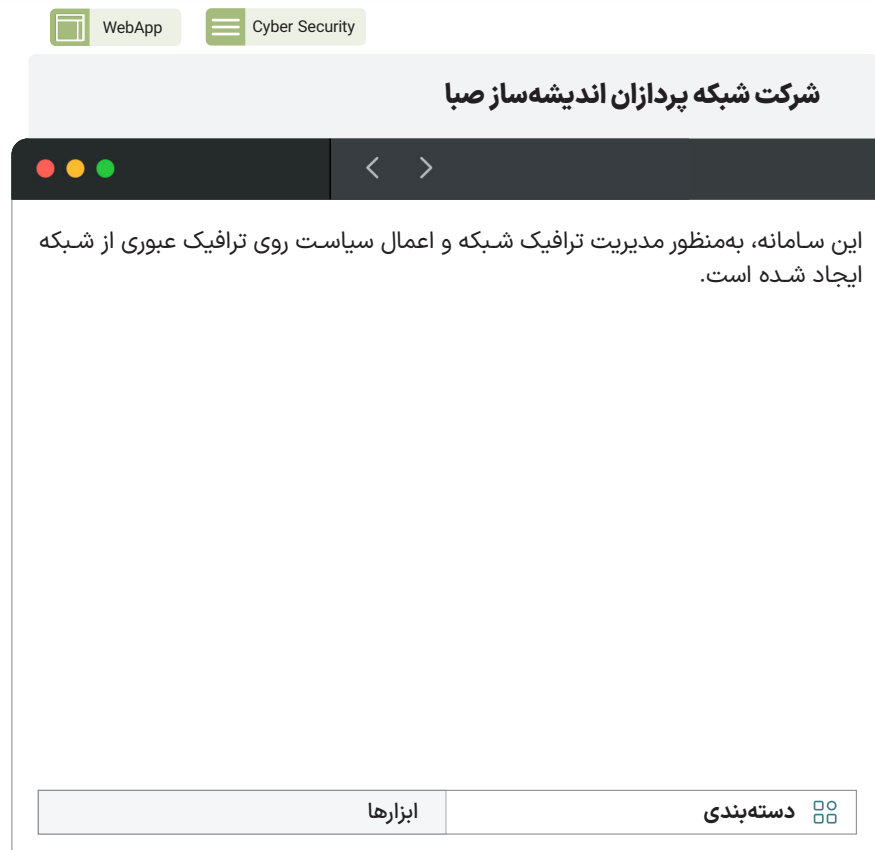 WebApp
Cyber Security
شرکت شبکه پردازان اندیشه‌ساز صبا
این سامانه، به‌منظور مدیریت ترافیک شبکه و اعمال سیاست روی ترافیک عبوری از شبکه
ایجاد شده است.
دسته‌بندی
ابزارها